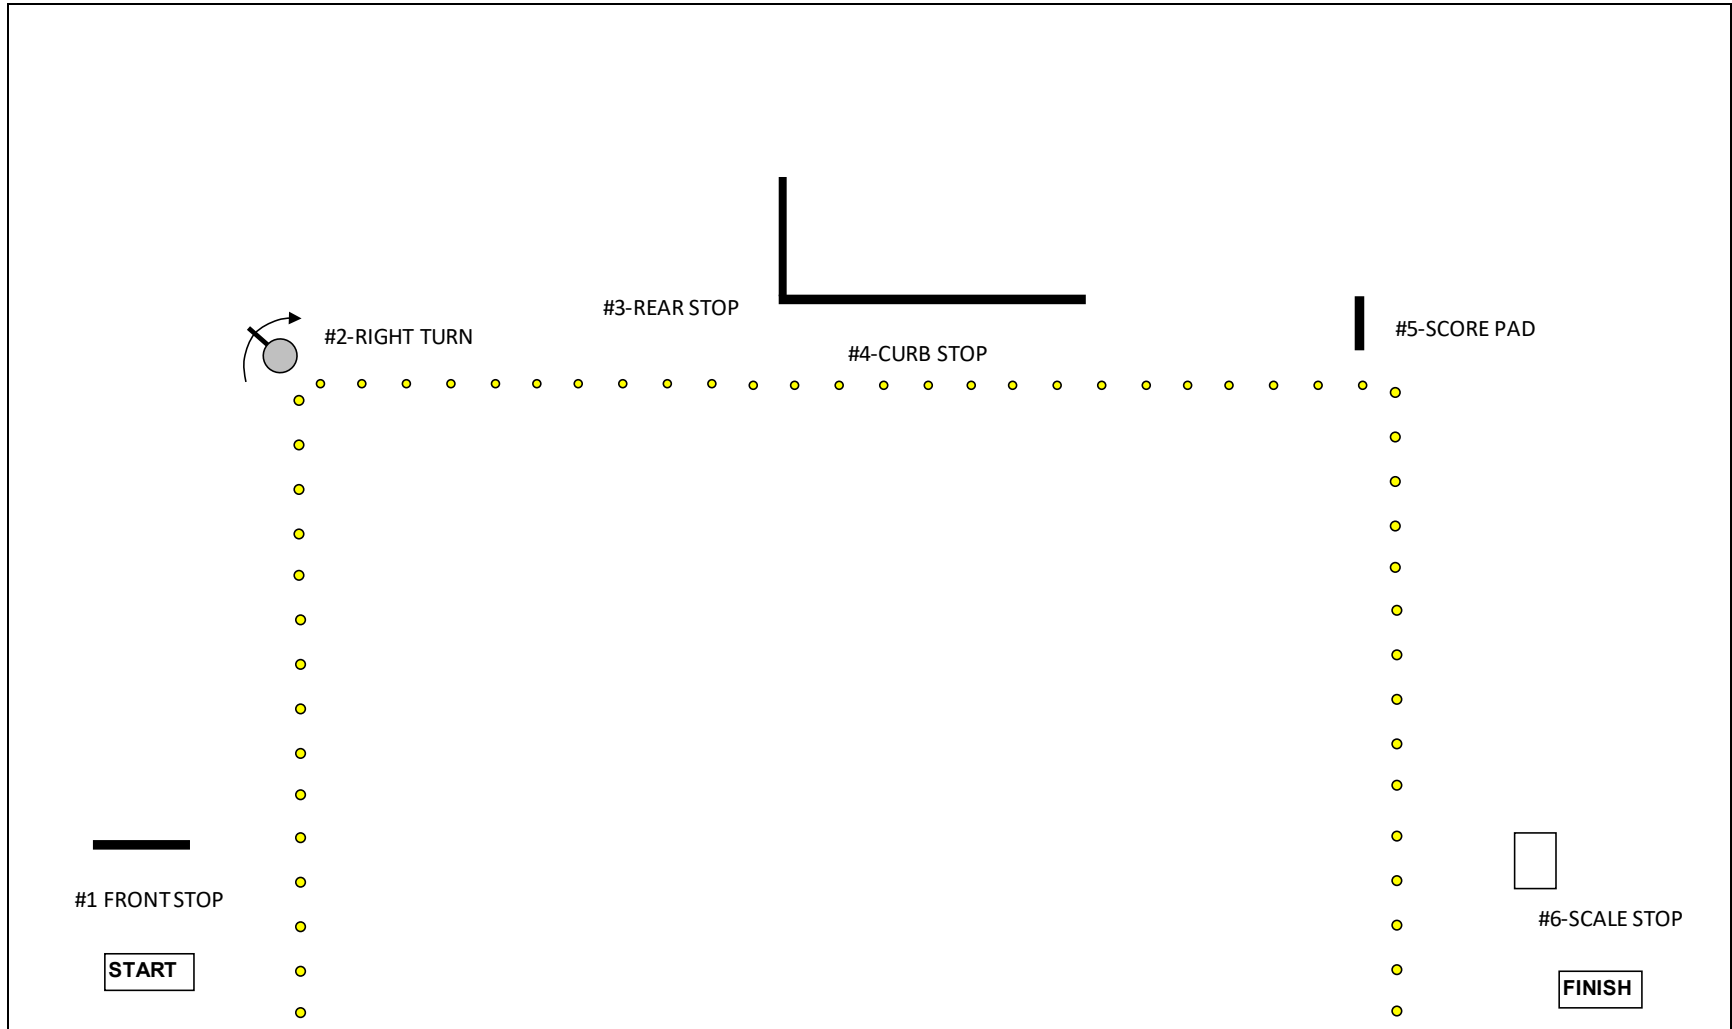 #3-REAR STOP
#2-RIGHT TURN
#4-CURB STOP
#5-SCORE PAD
#1 FRONT STOP
#6-SCALE STOP
START
FINISH